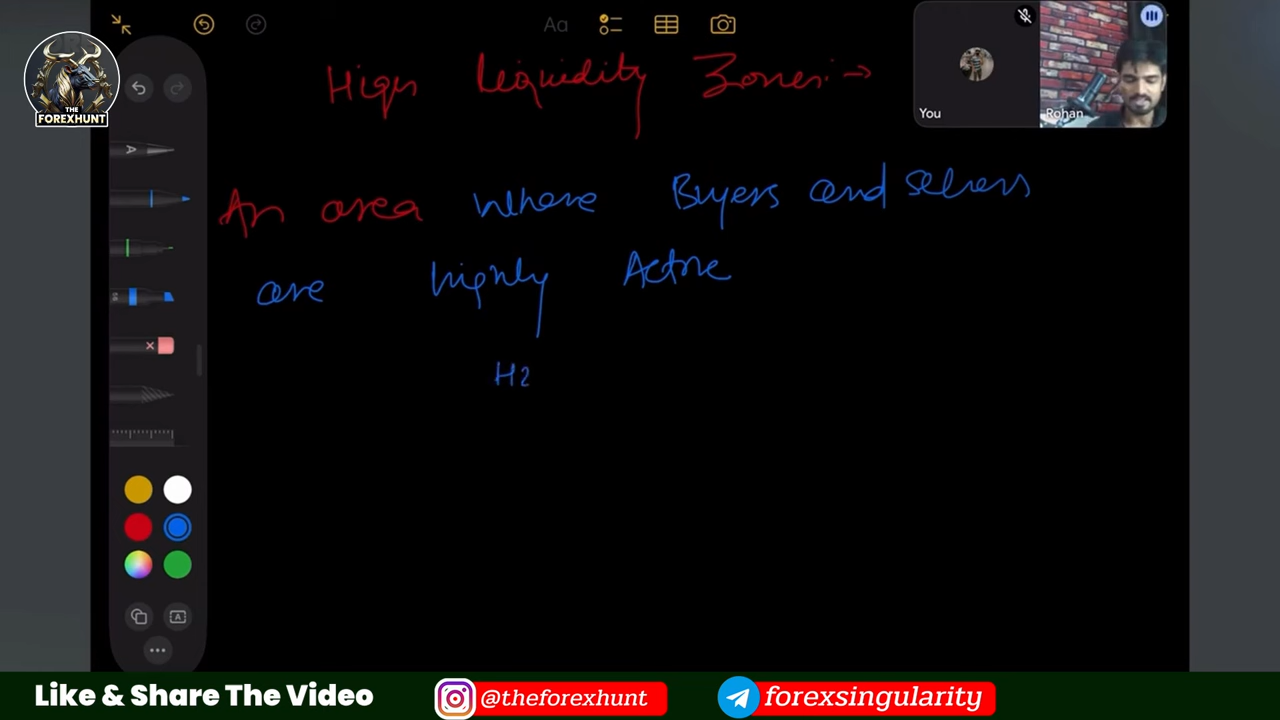 High Liquidity Zones:→
You
Rohan
THE
FOREXHUNT
Aa
A
An area where Buyers and sellers
are highly Active
H2
A
Like & Share The Video
@theforexhunt
forexsingularity